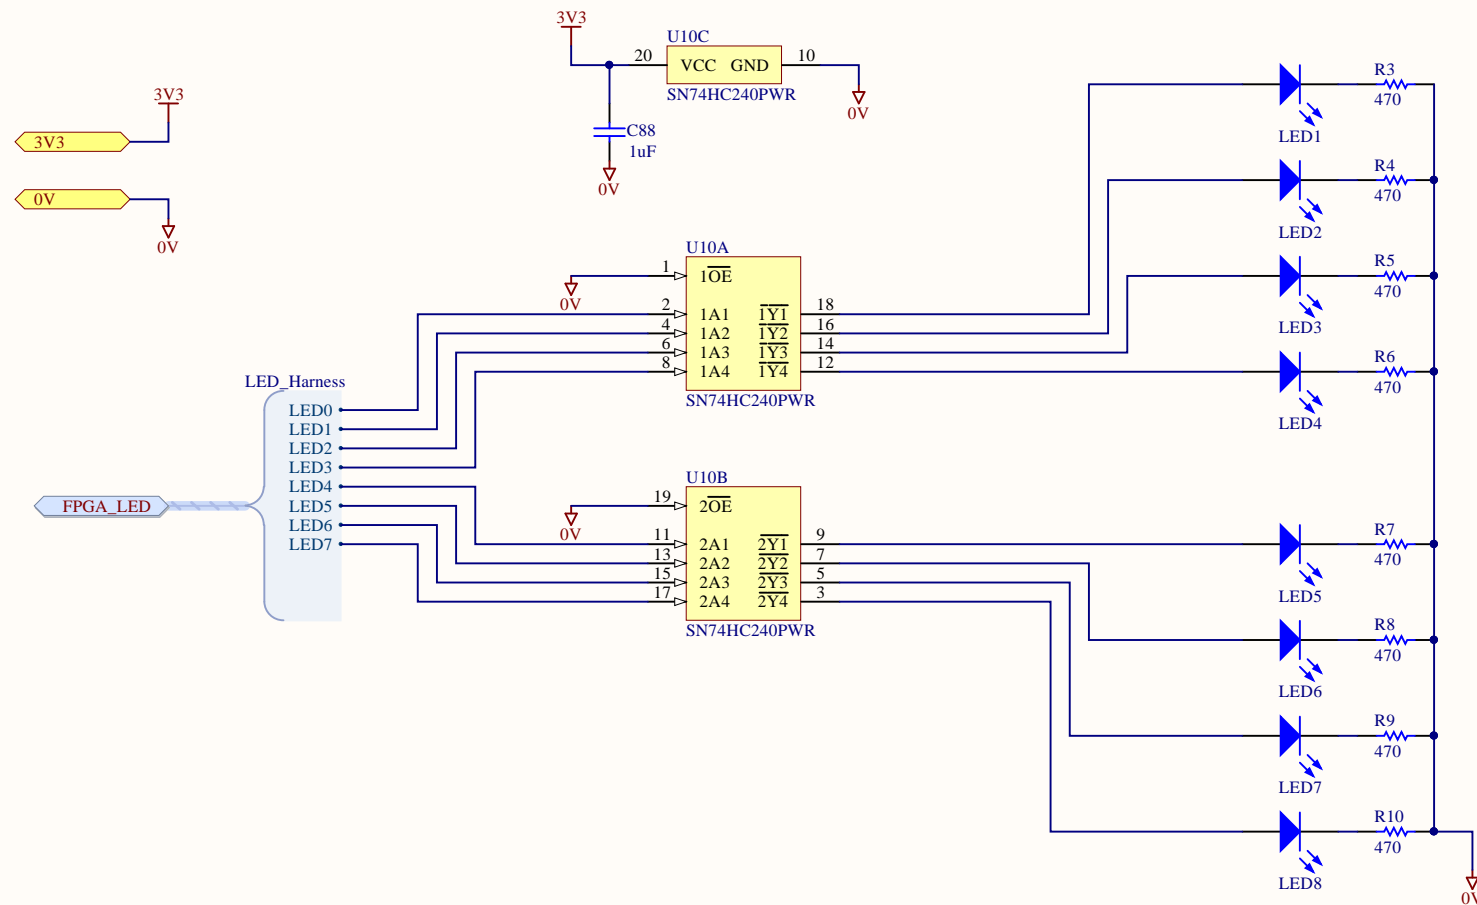 3V3
U10C
20 VCC GND 10
SN74HC240PWR
0V
C88
1uF
0V
3V3
3V3
0V
0V
U10A
1 1OE
0V
2 1A1 1Y1 18
4 1A2 1Y2 16
6 1A3 1Y3 14
8 1A4 1Y4 12
SN74HC240PWR
LED_Harness
LED0
LED1
LED2
LED3
LED4
LED5
LED6
LED7
FPGA_LED
U10B
19 2OE
0V
11 2A1 2Y1 9
13 2A2 2Y2 7
15 2A3 2Y3 5
17 2A4 2Y4 3
SN74HC240PWR
R3
470
LED1
R4
470
LED2
R5
470
LED3
R6
470
LED4
R7
470
LED5
R8
470
LED6
R9
470
LED7
R10
470
LED8
0V